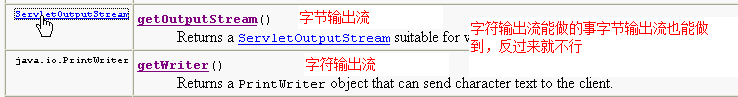 ServletOutputStream
getOutputStream() 字节输出流
Returns a ServletOutputStream suitable for
字符输出流能做的事字节输出流也能做
到，反过来就不行
java.io.PrintWriter
getWriter() 字符输出流
Returns a PrintWriter object that can send character text to the client.